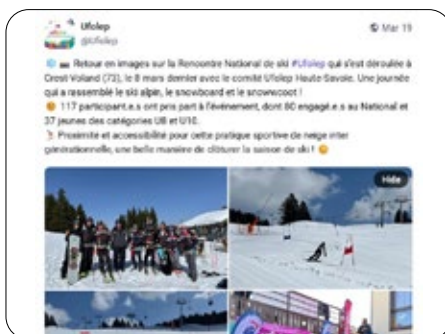 Ufolep
Mar 19
@Ufolep
Retour en images sur la Rencontre National de ski #Ufolep qui s'est déroulée à
Crest-Voland (73), le 8 mars dernier avec le comité Ufolep Haute-Savoie. Une journée
qui a rassemblé le ski alpin, le snowboard et le snowscoot !
117 participant.e.s ont pris part à l'événement, dont 80 engagé.e.s au National et
37 jeunes des catégories U8 et U10.
Proximité et accessibilité pour cette pratique sportive de neige inter
générationnelle, une belle manière de clôturer la saison de ski !
Hide